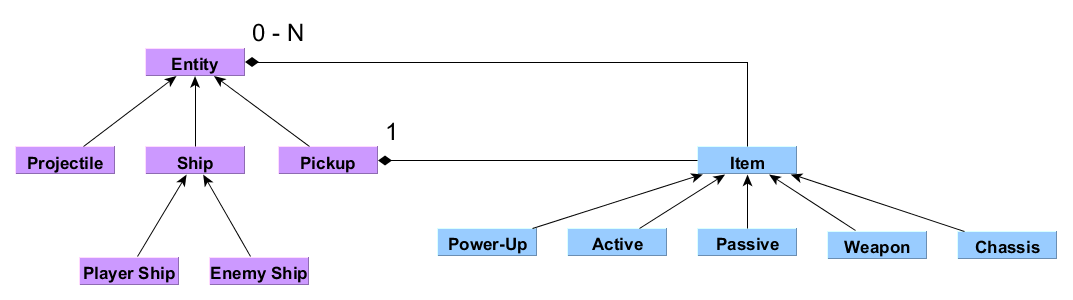 0 - N
Entity
1
Projectile
Ship
Pickup
Item
Power-Up
Active
Passive
Weapon
Chassis
Player Ship
Enemy Ship